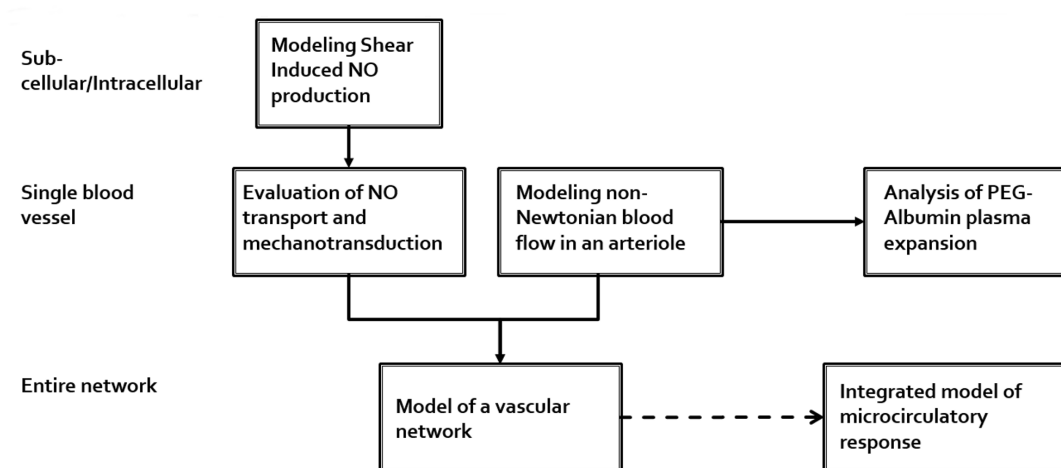 Sub-
cellular/Intracellular
Modeling Shear
Induced NO
production
Single blood
vessel
Evaluation of NO
transport and
mechanotransduction
Modeling non-
Newtonian blood
flow in an arteriole
Analysis of PEG-
Albumin plasma
expansion
Entire network
Model of a vascular
network
Integrated model of
microcirculatory
response